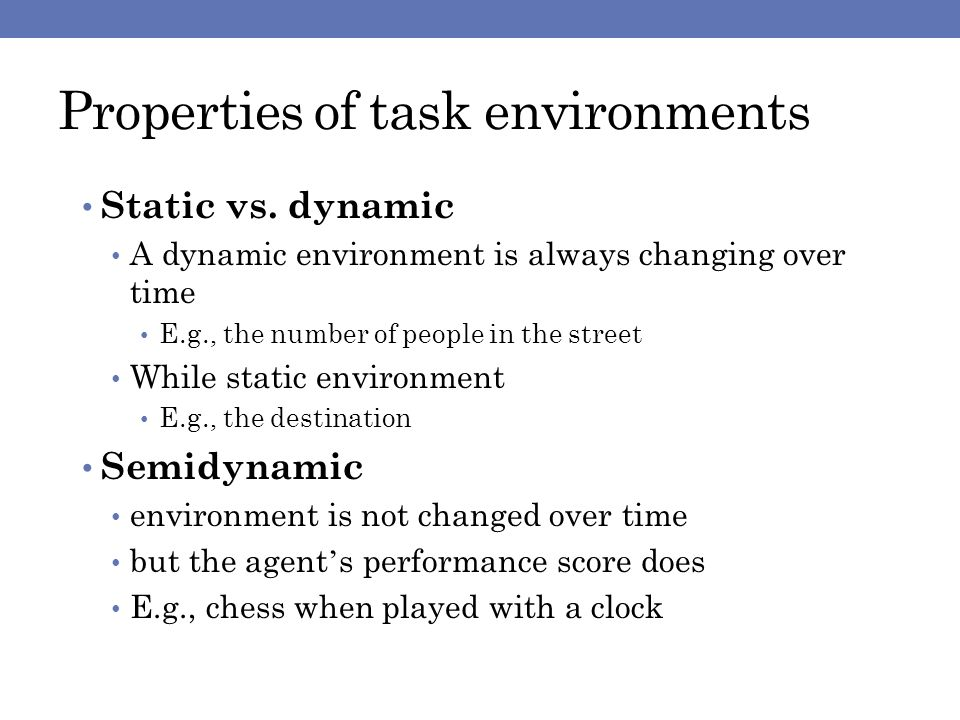 Properties of task environments
• Static vs. dynamic
• A dynamic environment is always changing over
time
• E.g., the number of people in the street
• While static environment
• E.g., the destination
• Semidynamic
• environment is not changed over time
• but the agent’s performance score does
• E.g., chess when played with a clock